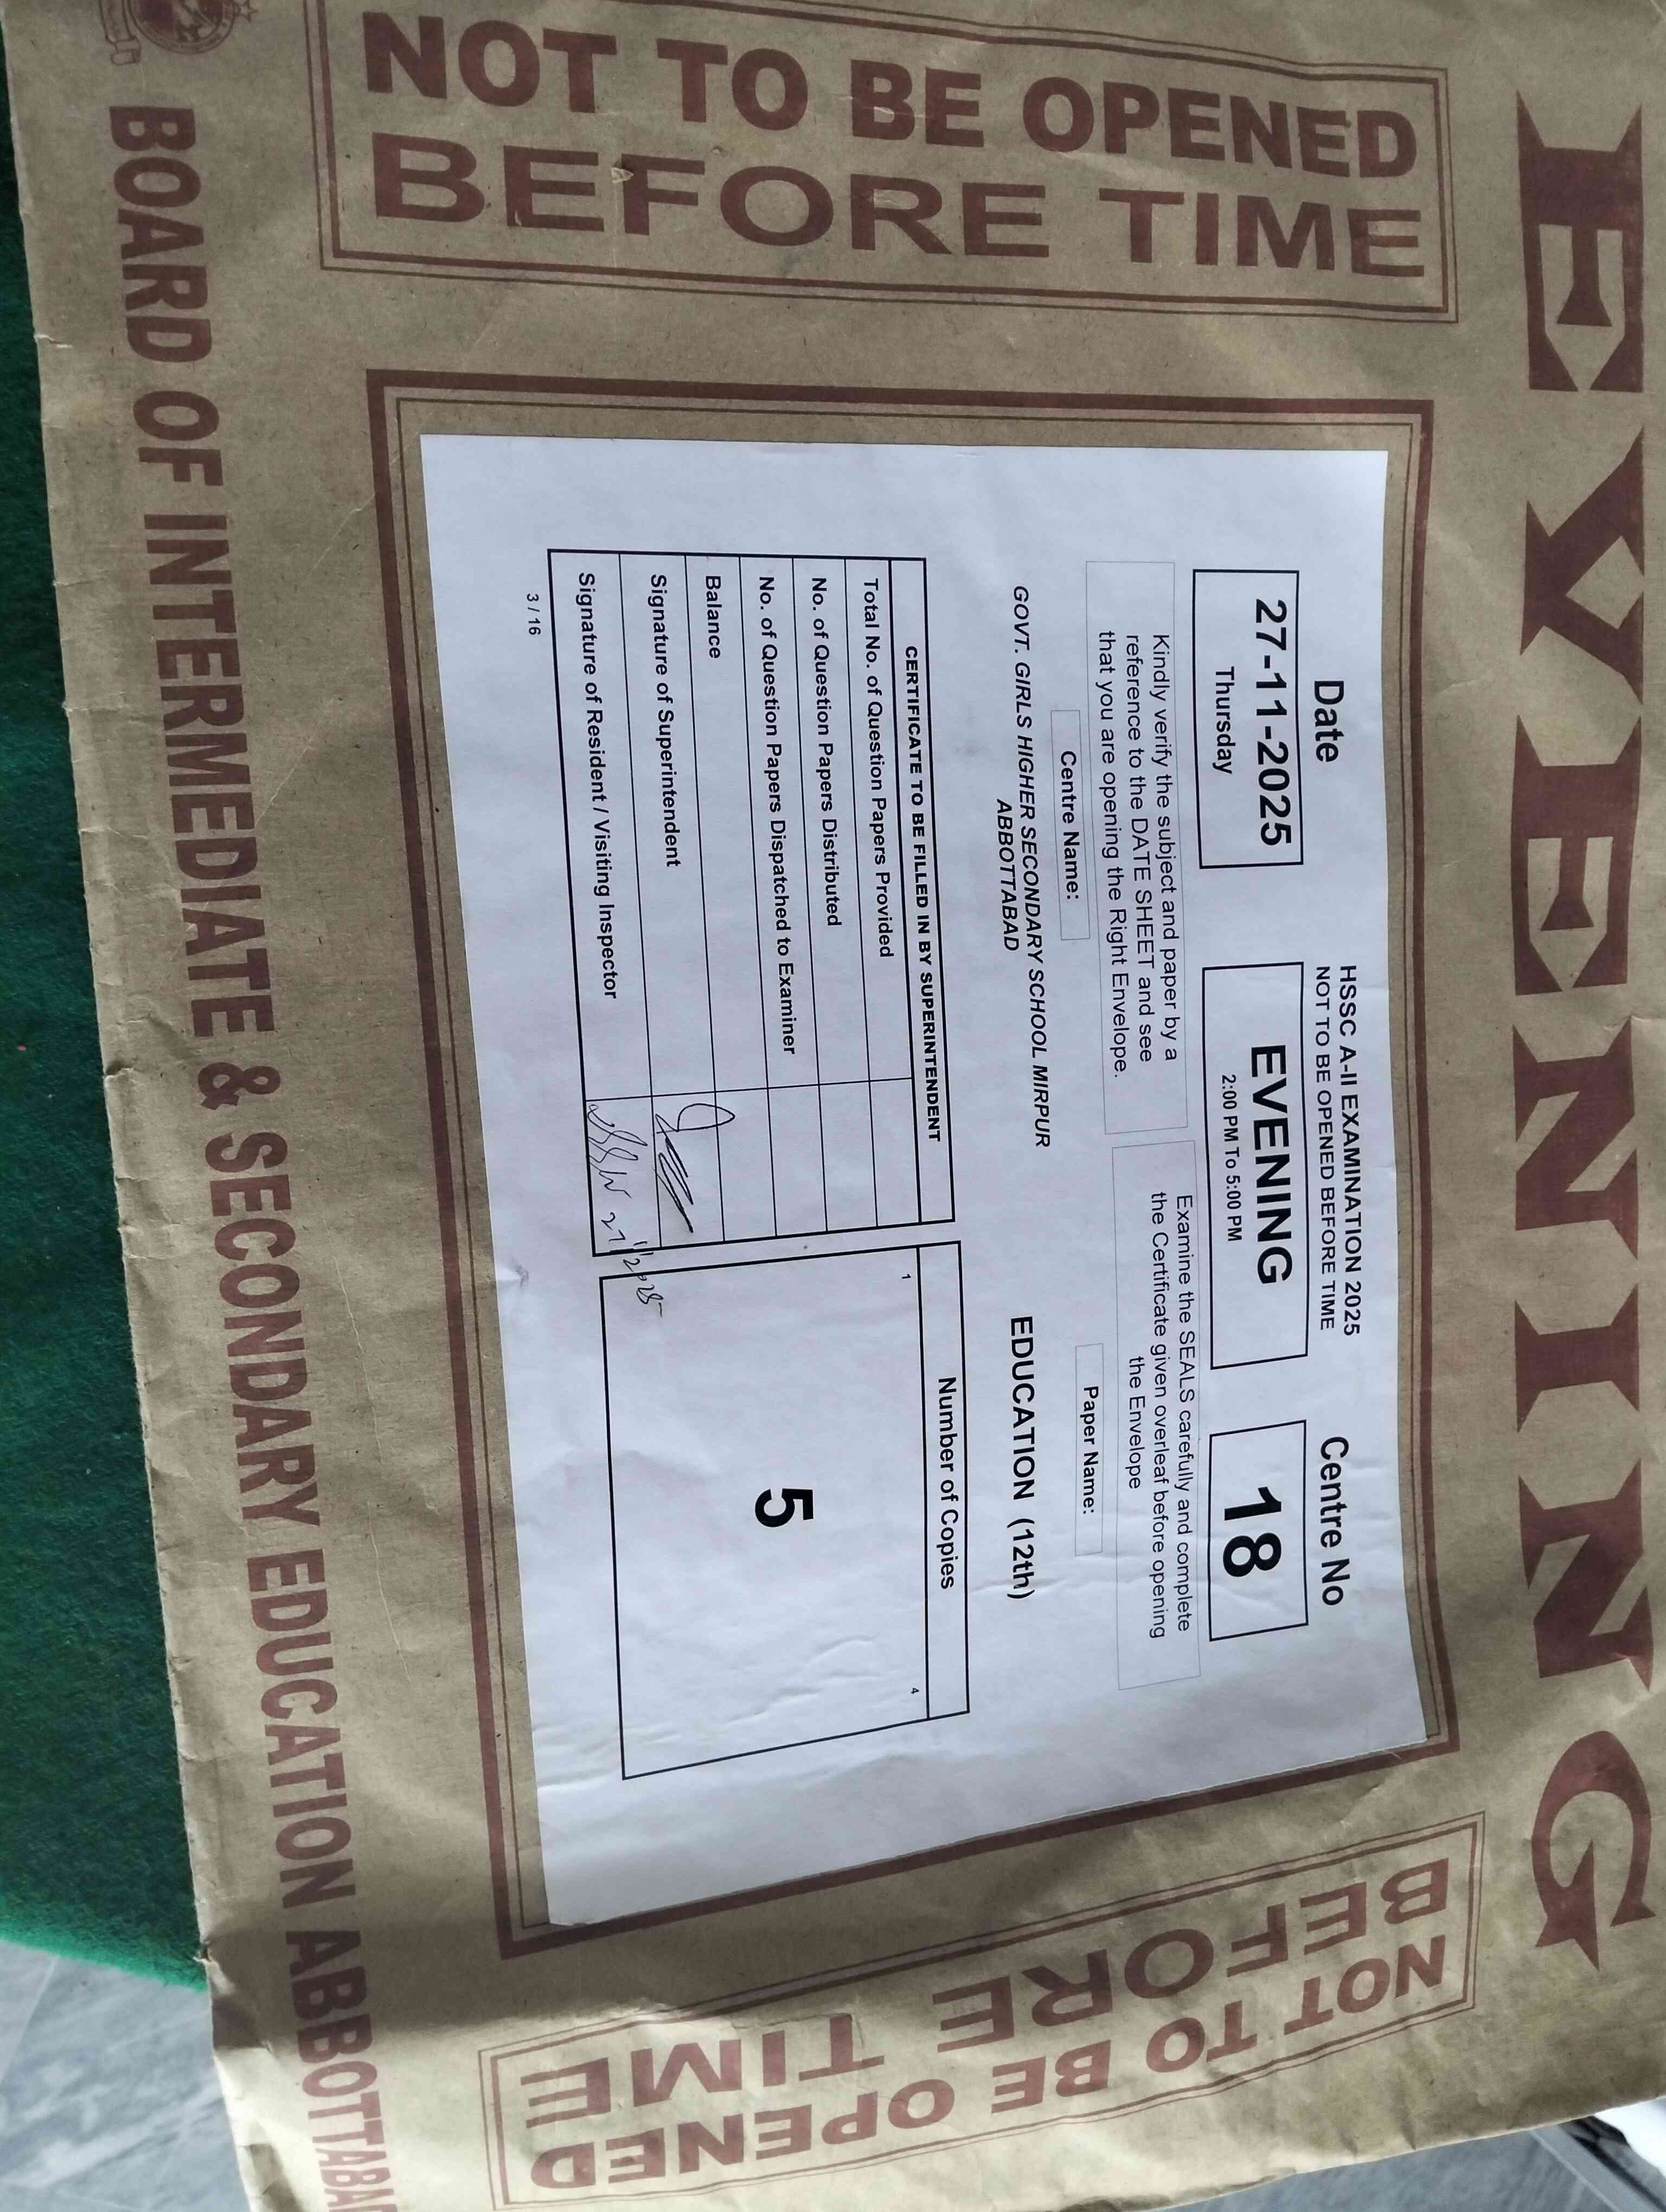 EVENING
NOT TO BE OPENED
BEFORE TIME
Date
27-11-2025
Thursday
HSSC A-II EXAMINATION 2025
NOT TO BE OPENED BEFORE TIME
EVENING
2:00 PM To 5:00 PM
Centre No
18
Kindly verify the subject and paper by a
reference to the DATE SHEET and see
that you are opening the Right Envelope.
Examine the SEALS carefully and complete
the Certificate given overleaf before opening
the Envelope
Centre Name:
GOVT. GIRLS HIGHER SECONDARY SCHOOL MIRPUR
ABBOTTABAD
Paper Name:
EDUCATION (12th)
CERTIFICATE TO BE FILLED IN BY SUPERINTENDENT
Total No. of Question Papers Provided
No. of Question Papers Distributed
No. of Question Papers Dispatched to Examiner
Balance
Signature of Superintendent
Signature of Resident / Visiting Inspector
3 / 16
Number of Copies
1
4
5
NOT TO BE OPENED
BEFORE TIME
BOARD OF INTERMEDIATE & SECONDARY EDUCATION ABBOTTABA